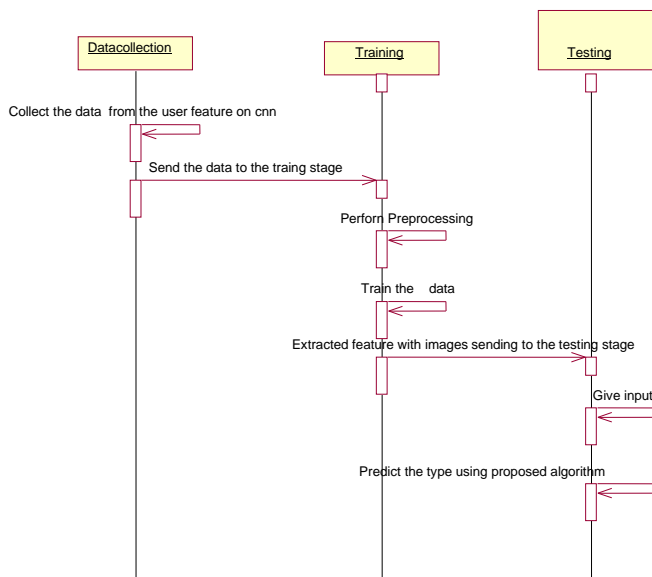 Datacollection
Training
Testing
Collect the data from the user feature on cnn
Send the data to the traing stage
Perforn Preprocessing
Train the data
Extracted feature with images sending to the testing stage
Give input
Predict the type using proposed algorithm